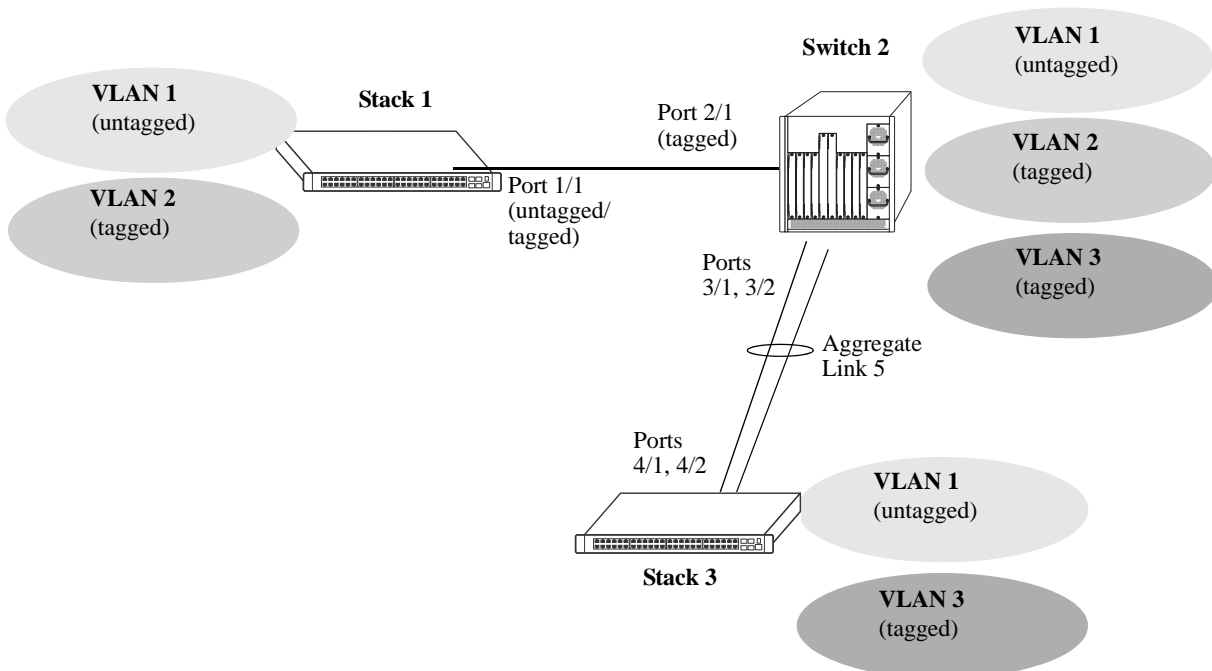 VLAN 1
(untagged)
VLAN 2
(tagged)
Stack 1
Port 1/1
(untagged/
tagged)
Port 2/1
(tagged)
Switch 2
VLAN 1
(untagged)
VLAN 2
(tagged)
VLAN 3
(tagged)
Ports
3/1, 3/2
Aggregate
Link 5
Ports
4/1, 4/2
Stack 3
VLAN 1
(untagged)
VLAN 3
(tagged)